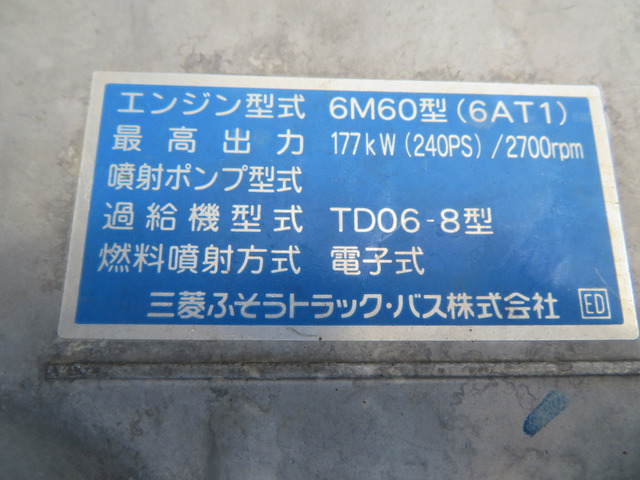 エンジン型式 6M60型(6AT1)
最高出力 177kW(240PS)/2700rpm
噴射ポンプ型式
過給機型式 TD06-8型
燃料噴射方式 電子式
三菱ふそうトラック・バス株式会社 ED